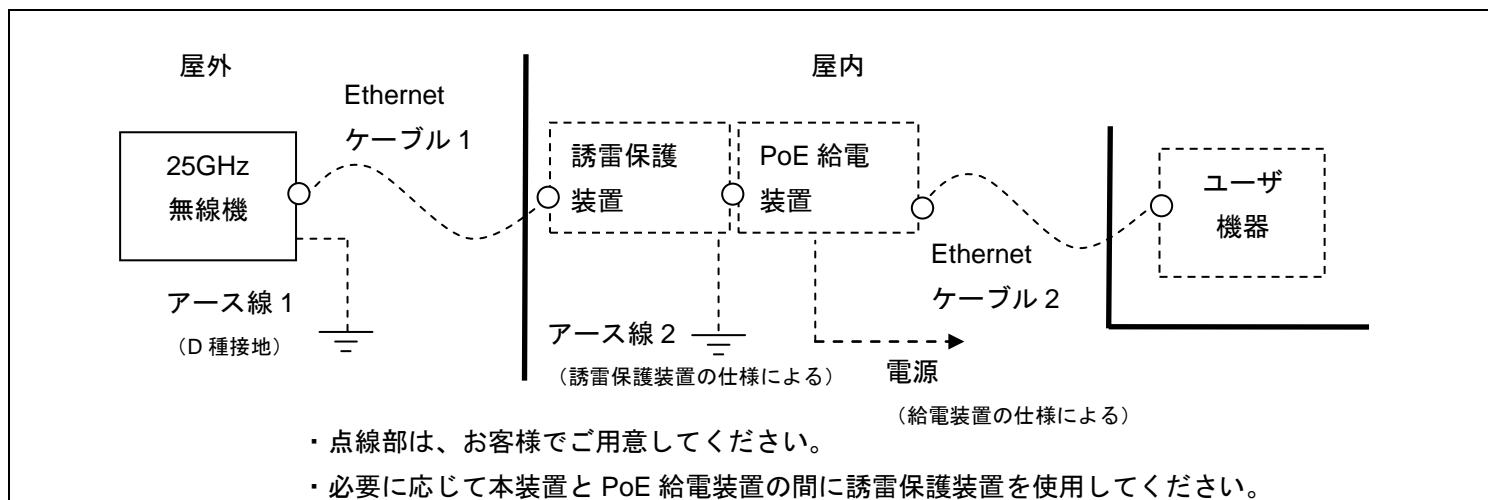 屋外
屋内
Ethernet
ケーブル 1
25GHz
無線機
誘雷保護
装置
PoE 給電
装置
ユーザ
機器
Ethernet
ケーブル 2
アース線 1
（D 種接地）
アース線 2
（誘雷保護装置の仕様による）
電源
（給電装置の仕様による）
・点線部は、お客様でご用意してください。
・必要に応じて本装置と PoE 給電装置の間に誘雷保護装置を使用してください。